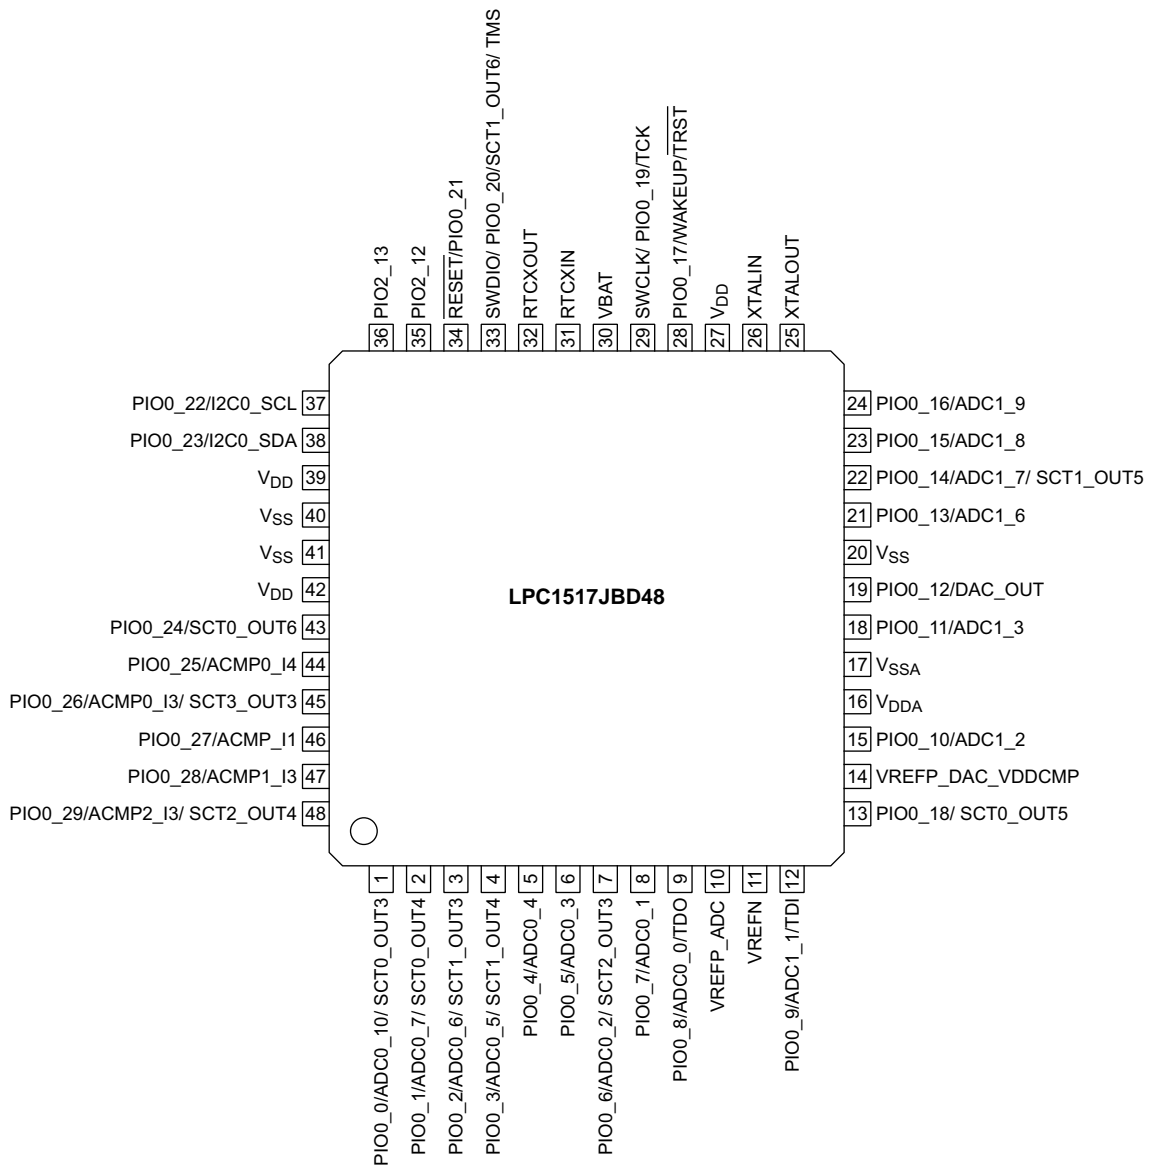 36 PIO2_13
35 PIO2_12
34 RESET/PIO0_21
33 SWDIO/ PIO0_20/SCT1_OUT6/ TMS
32 RTCXOUT
31 RTCXIN
30 VBAT
29 SWCLK/ PIO0_19/TCK
28 PIO0_17/WAKEUP/TRST
27 VDD
26 XTALIN
25 XTALOUT
PIO0_22/I2C0_SCL 37
PIO0_23/I2C0_SDA 38
VDD 39
VSS 40
VSS 41
VDD 42
PIO0_24/SCT0_OUT6 43
PIO0_25/ACMP0_I4 44
PIO0_26/ACMP0_I3/ SCT3_OUT3 45
PIO0_27/ACMP_I1 46
PIO0_28/ACMP1_I3 47
PIO0_29/ACMP2_I3/ SCT2_OUT4 48
LPC1517JBD48
24 PIO0_16/ADC1_9
23 PIO0_15/ADC1_8
22 PIO0_14/ADC1_7/ SCT1_OUT5
21 PIO0_13/ADC1_6
20 VSS
19 PIO0_12/DAC_OUT
18 PIO0_11/ADC1_3
17 VSSA
16 VDDA
15 PIO0_10/ADC1_2
14 VREFP_DAC_VDDCMP
13 PIO0_18/ SCT0_OUT5
PIO0_0/ADC0_10/ SCT0_OUT3 1
PIO0_1/ADC0_7/ SCT0_OUT4 2
PIO0_2/ADC0_6/ SCT1_OUT3 3
PIO0_3/ADC0_5/ SCT1_OUT4 4
PIO0_4/ADC0_4 5
PIO0_5/ADC0_3 6
PIO0_6/ADC0_2/ SCT2_OUT3 7
PIO0_7/ADC0_1 8
PIO0_8/ADC0_0/TDO 9
VREFP_ADC 10
VREFN 11
PIO0_9/ADC1_1/TDI 12